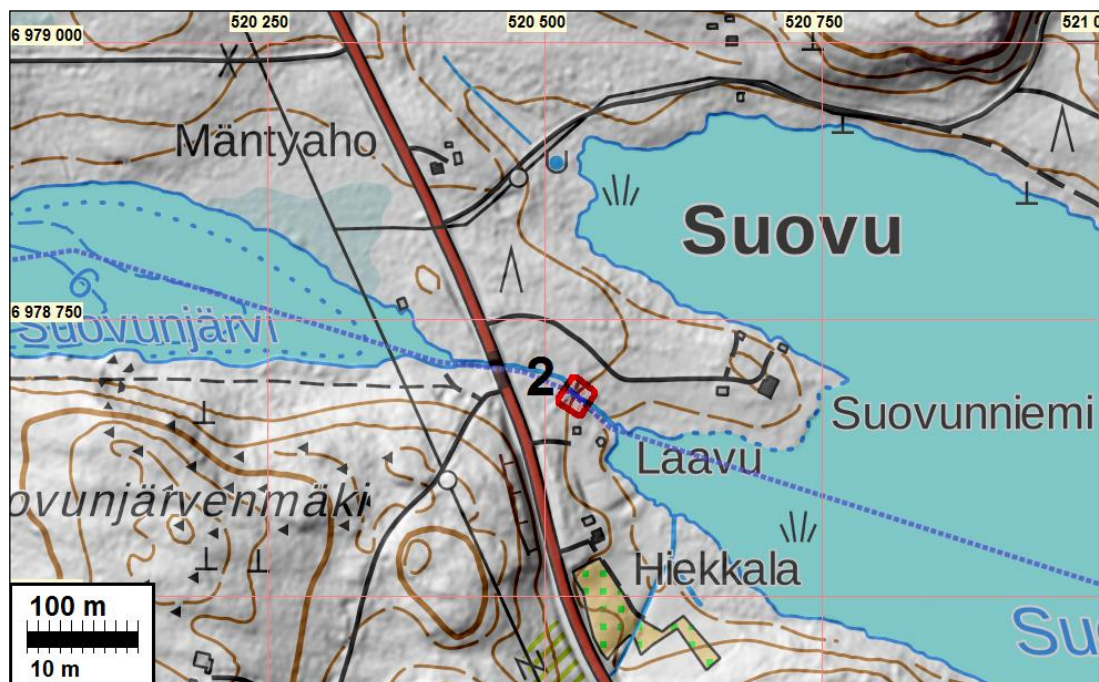 520 250
520 500
520 750
521 0
6 979 000
Mäntyaho
Suovu
6 978 750
Suovunjärvi
2
Suovunniemi
Laavu
ovunjärvenmäki
Hiekkala
100 m
10 m
Su